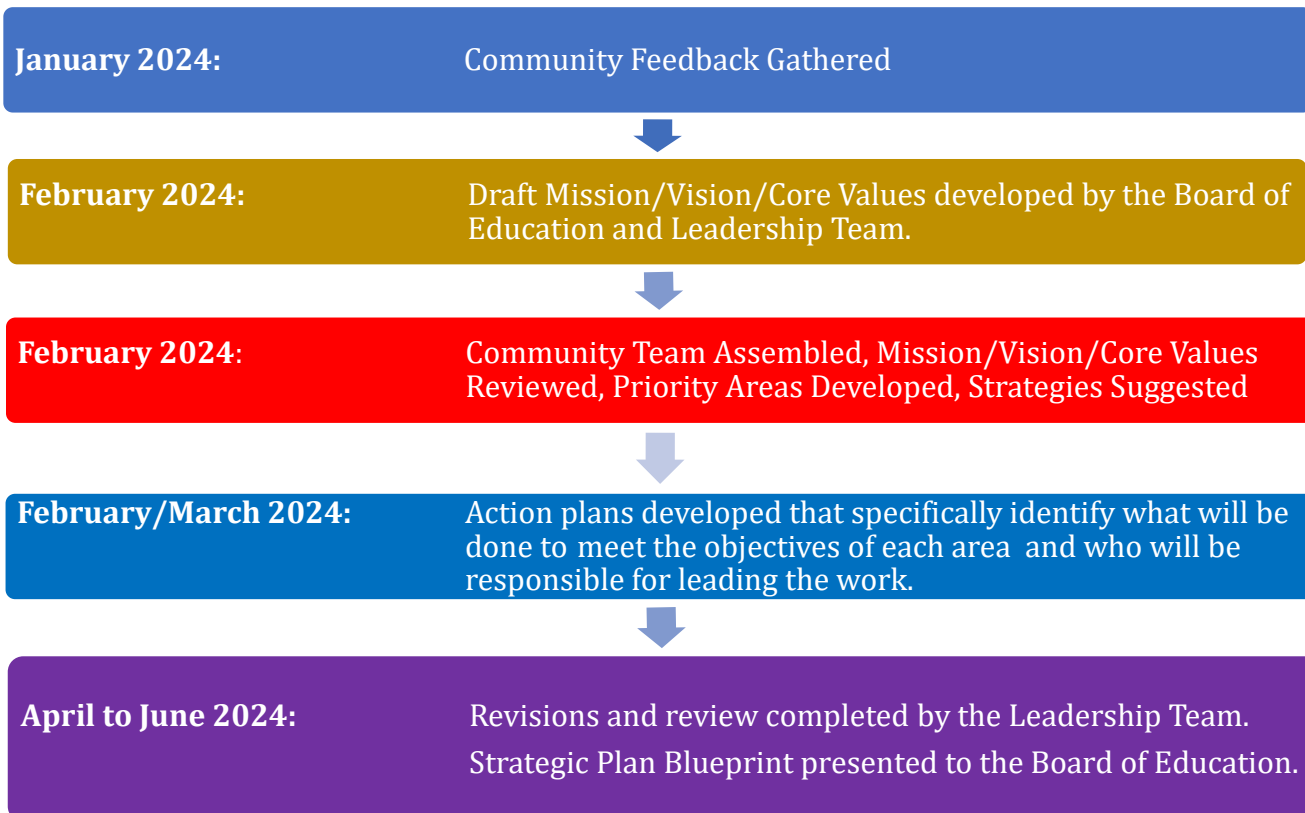 January 2024: Community Feedback Gathered
February 2024: Draft Mission/Vision/Core Values developed by the Board of
Education and Leadership Team.
February 2024: Community Team Assembled, Mission/Vision/Core Values
Reviewed, Priority Areas Developed, Strategies Suggested
February/March 2024: Action plans developed that specifically identify what will be
done to meet the objectives of each area  and who will be
responsible for leading the work.
April to June 2024: Revisions and review completed by the Leadership Team.
Strategic Plan Blueprint presented to the Board of Education.